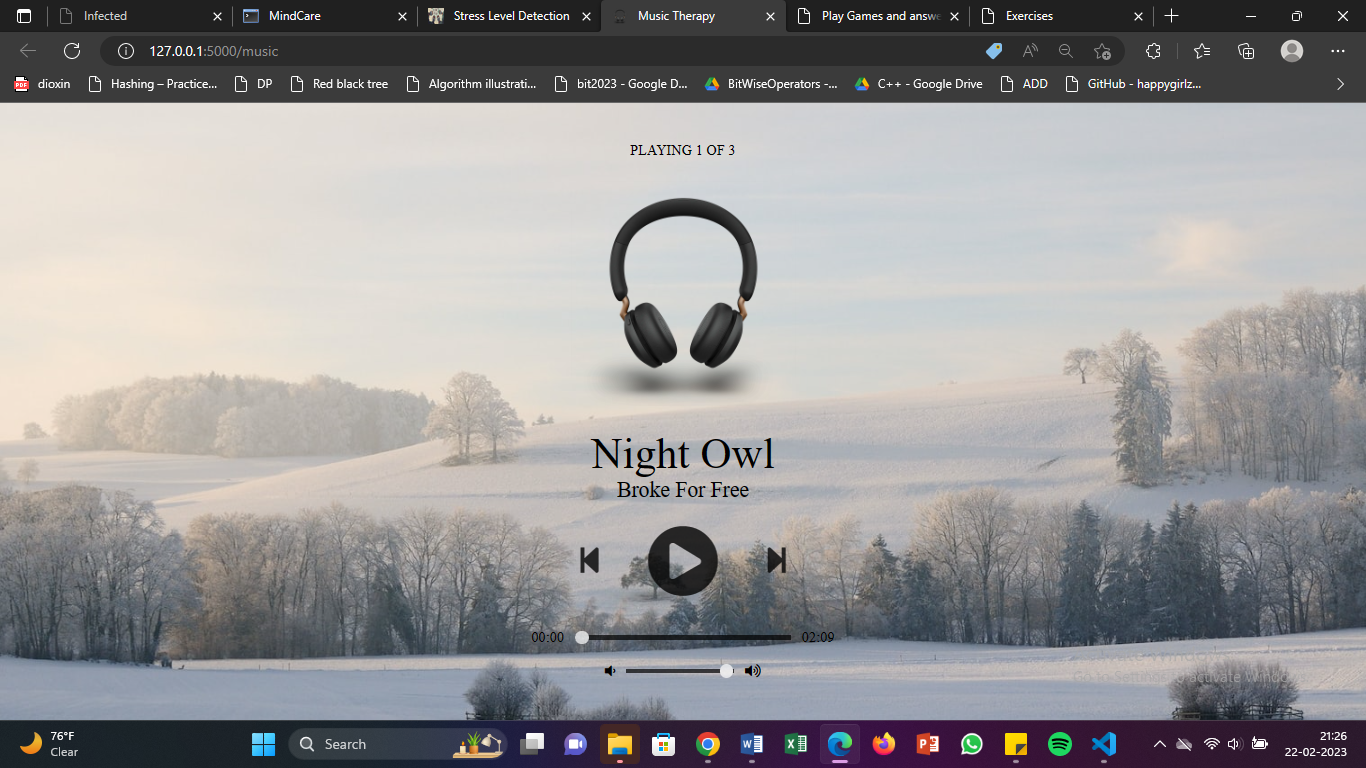 Infected
MindCare
Stress Level Detection
Music Therapy
Play Games and answe
Exercises
127.0.0.1:5000/music
PDF
dioxin
Hashing – Practice...
DP
Red black tree
Algorithm illustrati...
bit2023 - Google D...
BitWiseOperators -...
C++ - Google Drive
ADD
GitHub - happygirlz...
PLAYING 1 OF 3
Night Owl
Broke For Free
00:00
02:09
76°F
Clear
Search
21:26
22-02-2023